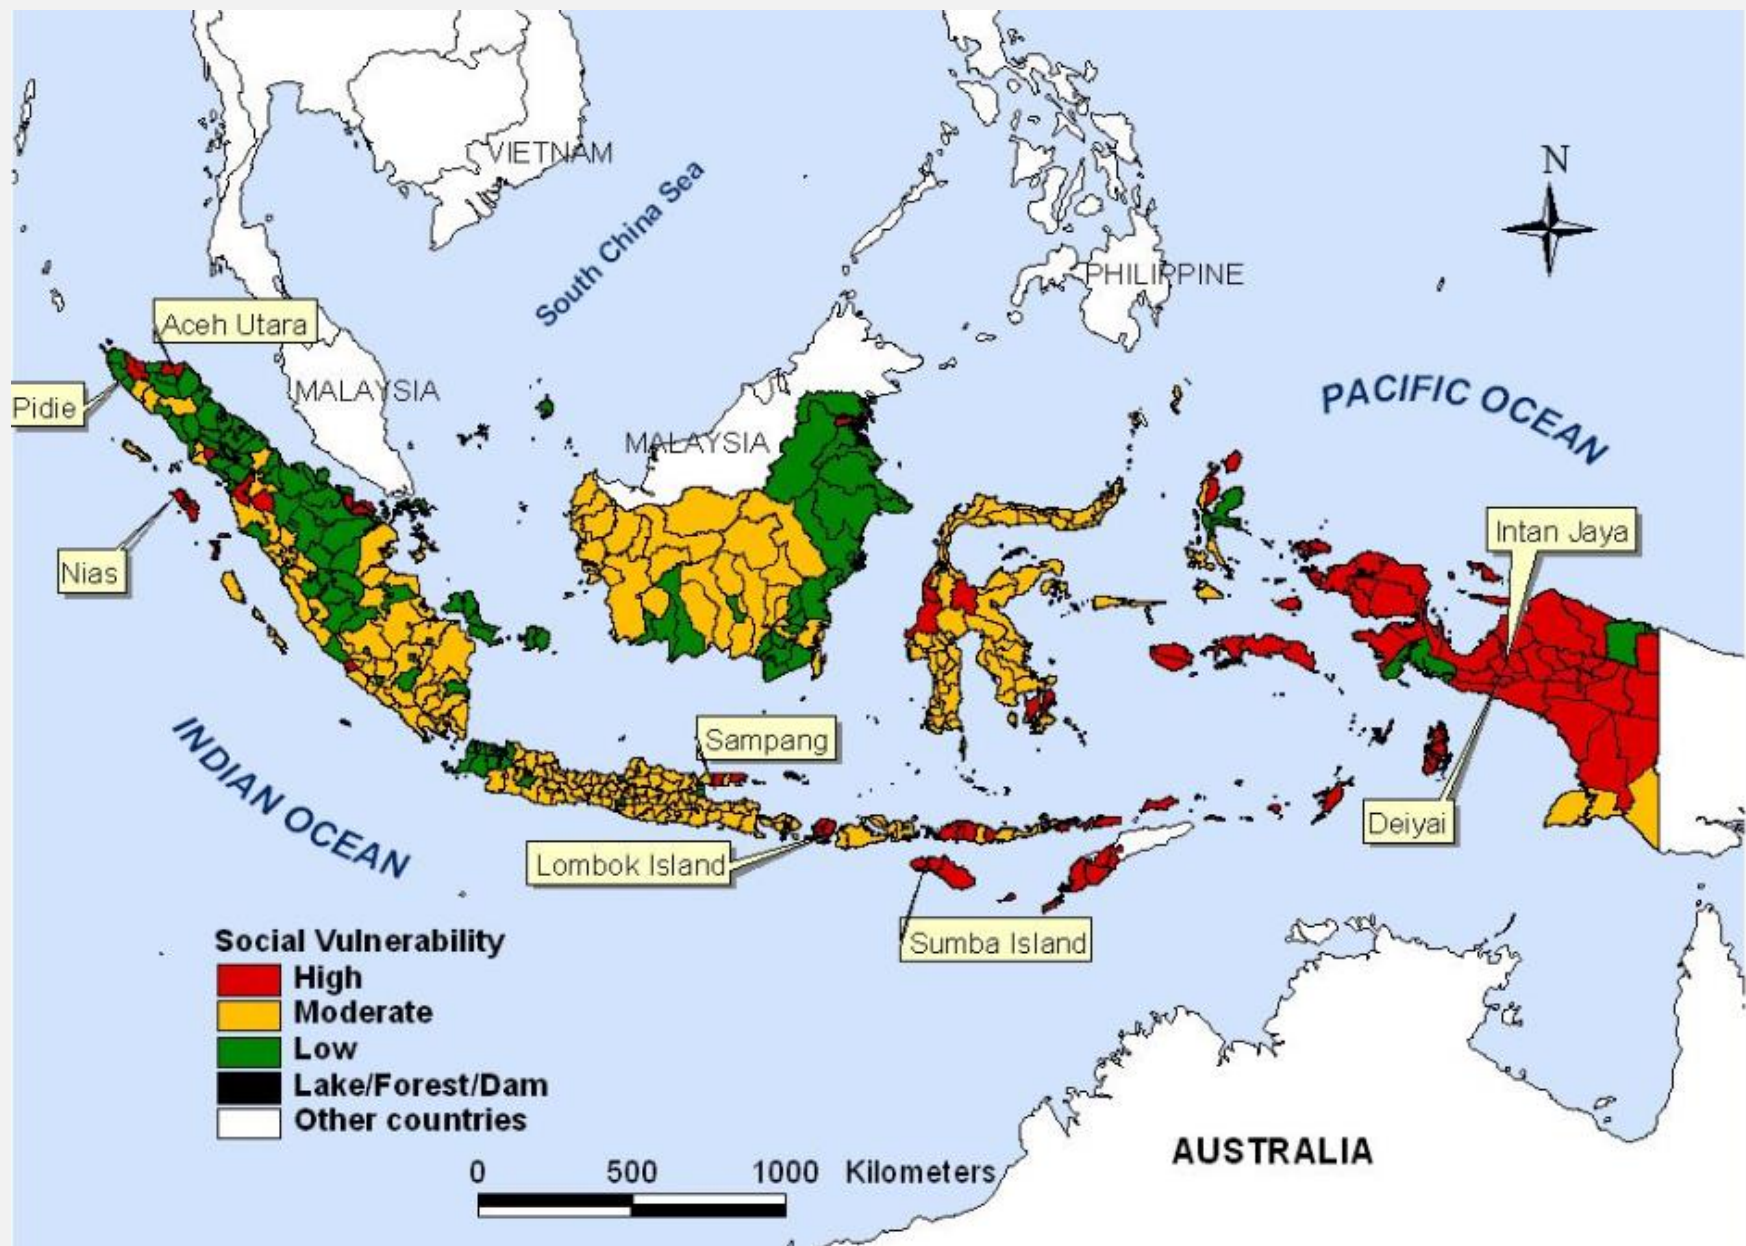 VIETNAM
South China Sea
N
PHILIPPINE
Aceh Utara
MALAYSIA
Pidie
PACIFIC OCEAN
MALAYSIA
Intan Jaya
Nias
Sampang
INDIAN OCEAN
Deiyai
Lombok Island
Sumba Island
Social Vulnerability
High
Moderate
Low
Lake/Forest/Dam
Other countries
AUSTRALIA
0 500 1000 Kilometers